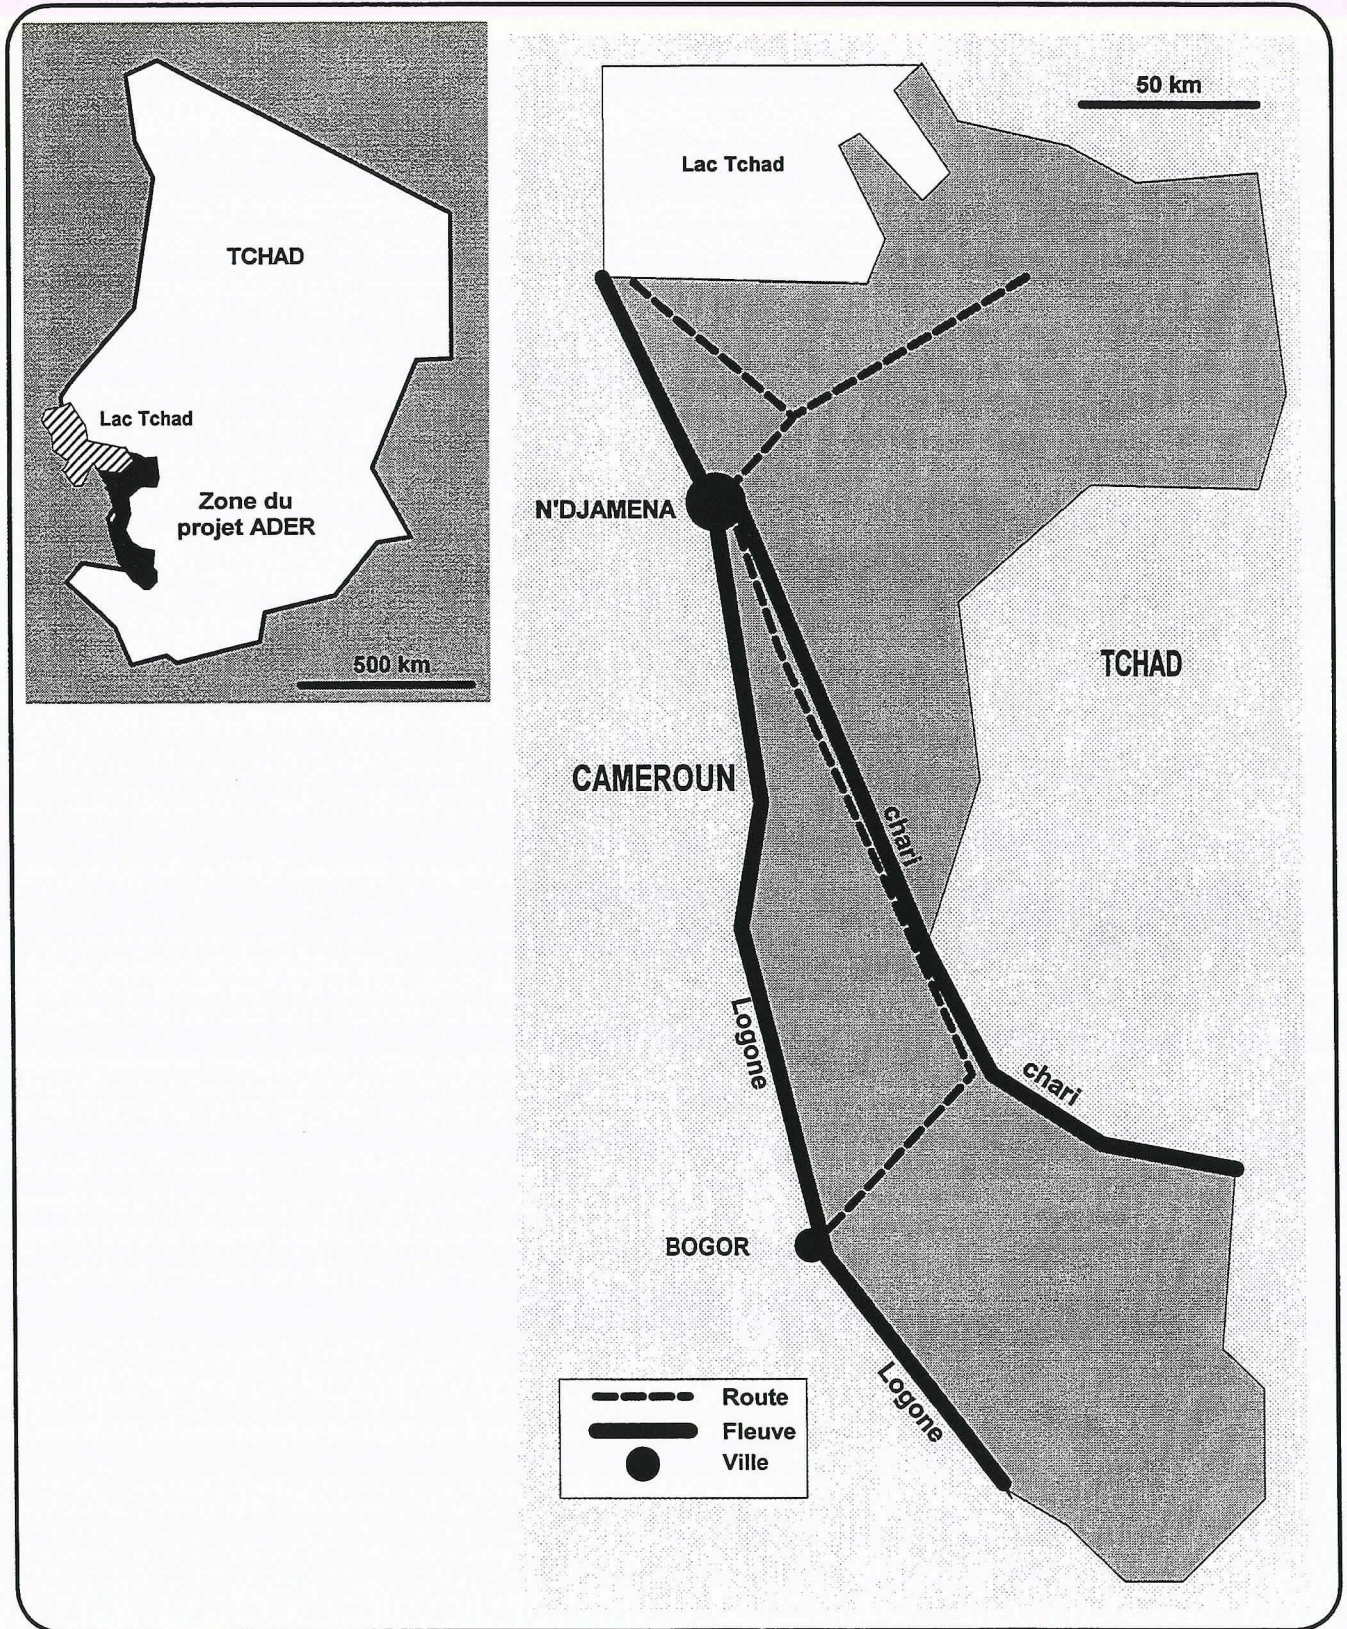 TCHAD
Lac Tchad
Zone du
projet ADER
500 km
50 km
Lac Tchad
N'DJAMENA
TCHAD
CAMEROUN
chari
Logone
chari
BOGOR
Logone
Route
Fleuve
Ville